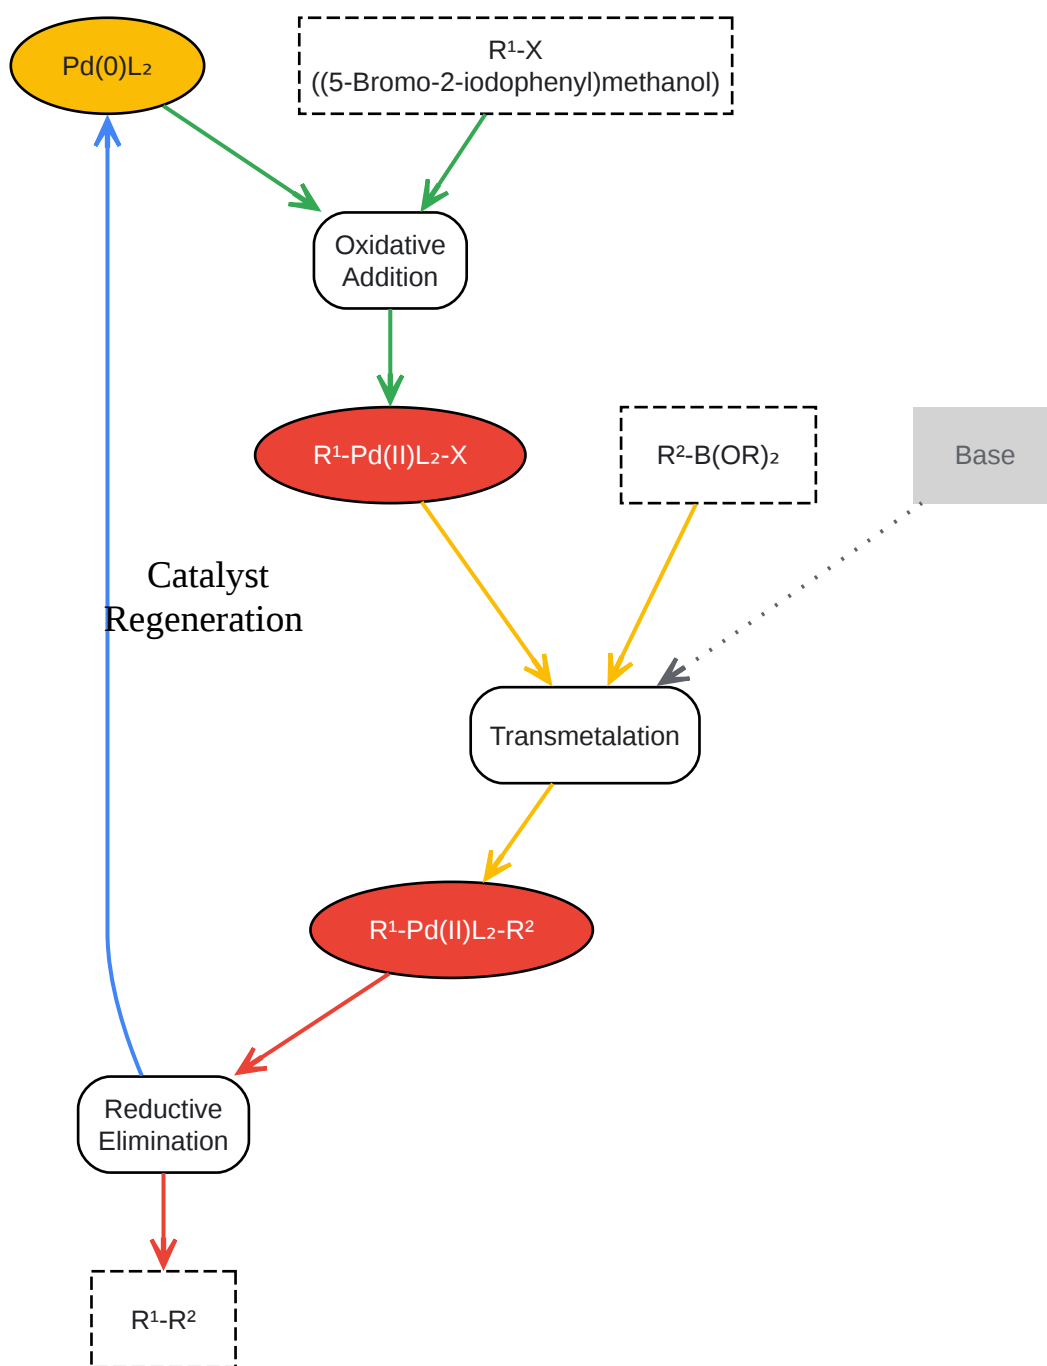 Pd(0)L₂
R¹-X
((5-Bromo-2-iodophenyl)methanol)
Oxidative
Addition
R¹-Pd(II)L₂-X
R²-B(OR)₂
Base
Catalyst
Regeneration
Transmetalation
R¹-Pd(II)L₂-R²
Reductive
Elimination
R¹-R²